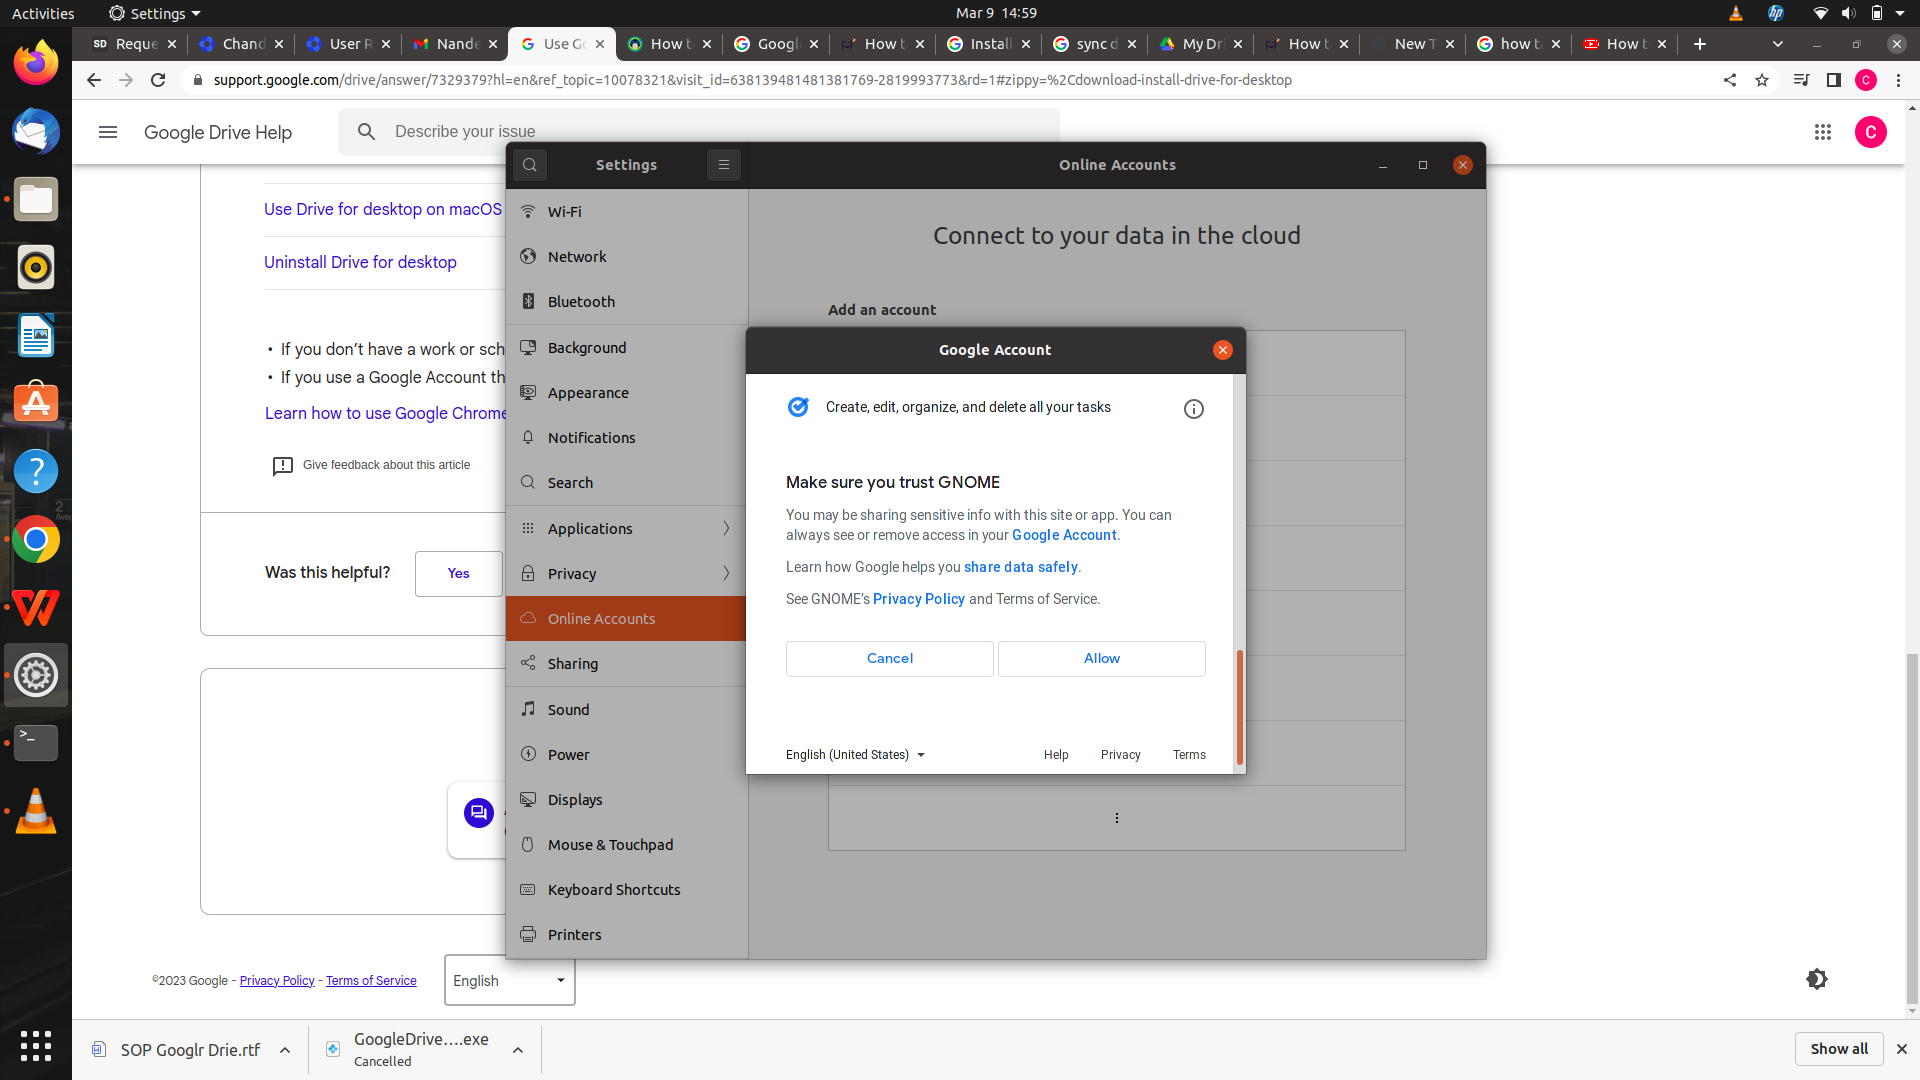 Activities
Settings
Mar 9 14:59
SD Reque
Chand
User R
Nande
Use Go
How t
Googl
How t
Install
sync d
My Dri
How t
New T
how ta
How t
support.google.com/drive/answer/7329379?hl=en&ref_topic=10078321&visit_id=638139481481381769-2819993773&rd=1#zippy=%2Cdownload-install-drive-for-desktop
C
Google Drive Help
Describe your issue
C
Use Drive for desktop on macOS
Uninstall Drive for desktop
• If you don’t have a work or sch
• If you use a Google Account th
Learn how to use Google Chrome
Give feedback about this article
Was this helpful?
Yes
©2023 Google - Privacy Policy - Terms of Service
English
Settings
Online Accounts
Wi-Fi
Network
Bluetooth
Background
Appearance
Notifications
Search
Applications
Privacy
Online Accounts
Sharing
Sound
Power
Displays
Mouse & Touchpad
Keyboard Shortcuts
Printers
Connect to your data in the cloud
Add an account
Google Account
Create, edit, organize, and delete all your tasks
Make sure you trust GNOME
You may be sharing sensitive info with this site or app. You can
always see or remove access in your Google Account.
Learn how Google helps you share data safely.
See GNOME’s Privacy Policy and Terms of Service.
Cancel
Allow
English (United States)
Help
Privacy
Terms
SOP Googlr Drie.rtf
GoogleDrive….exe
Cancelled
Show all